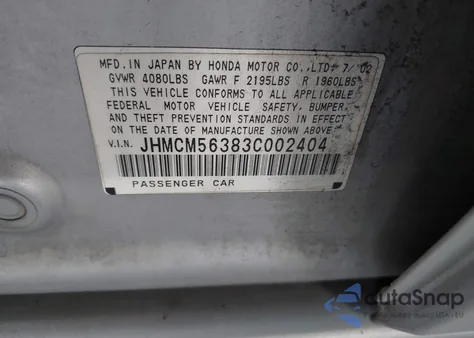 MFD. IN JAPAN BY HONDA MOTOR CO., LTD. 7/'02
GVWR 4080LBS GAWR F 2195LBS R 1960LBS
THIS VEHICLE CONFORMS TO ALL APPLICABLE
FEDERAL MOTOR VEHICLE SAFETY, BUMPER,
AND THEFT PREVENTION STANDARDS IN EFFECT
ON THE DATE OF MANUFACTURE SHOWN ABOVE.
V.I.N. JHMCM56383C002404
PASSENGER CAR
autoSnap